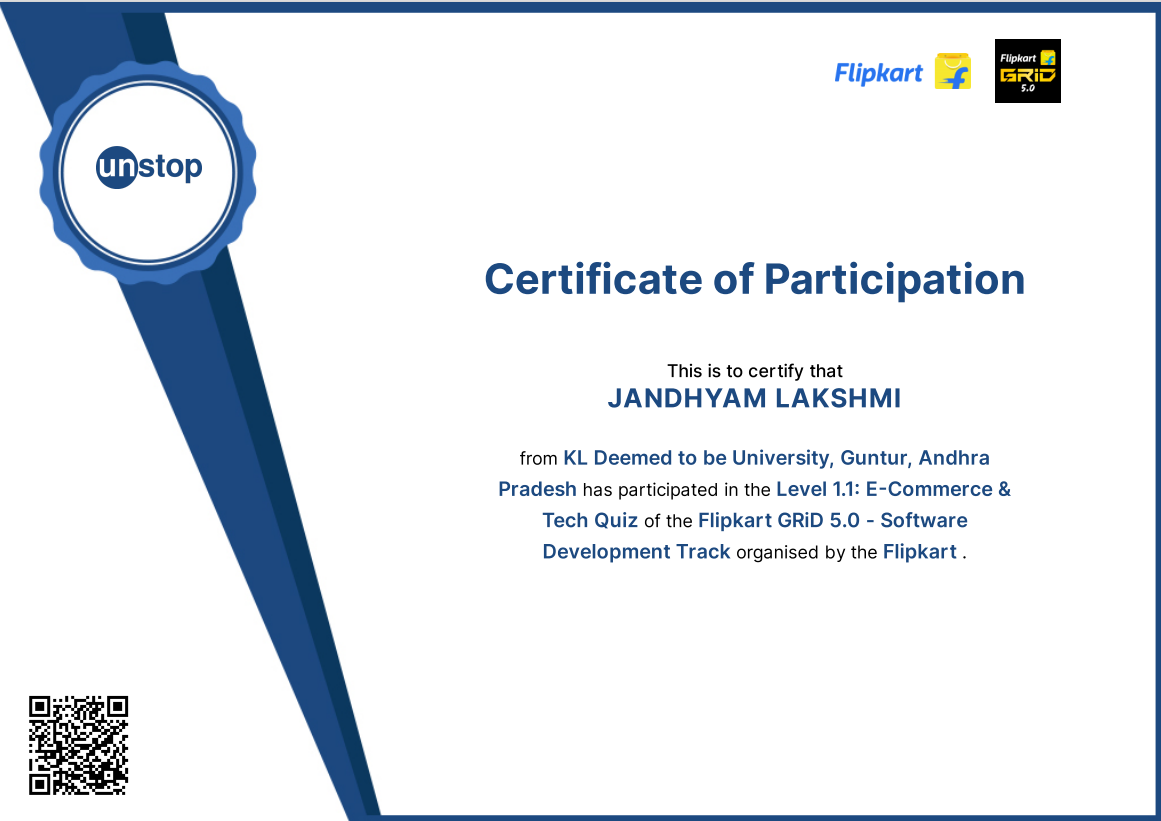 Flipkart
Flipkart
GRiD
5.0
unstop
Certificate of Participation
This is to certify that
JANDHYAM LAKSHMI
from KL Deemed to be University, Guntur, Andhra
Pradesh has participated in the Level 1.1: E-Commerce &
Tech Quiz of the Flipkart GRiD 5.0 - Software
Development Track organised by the Flipkart .